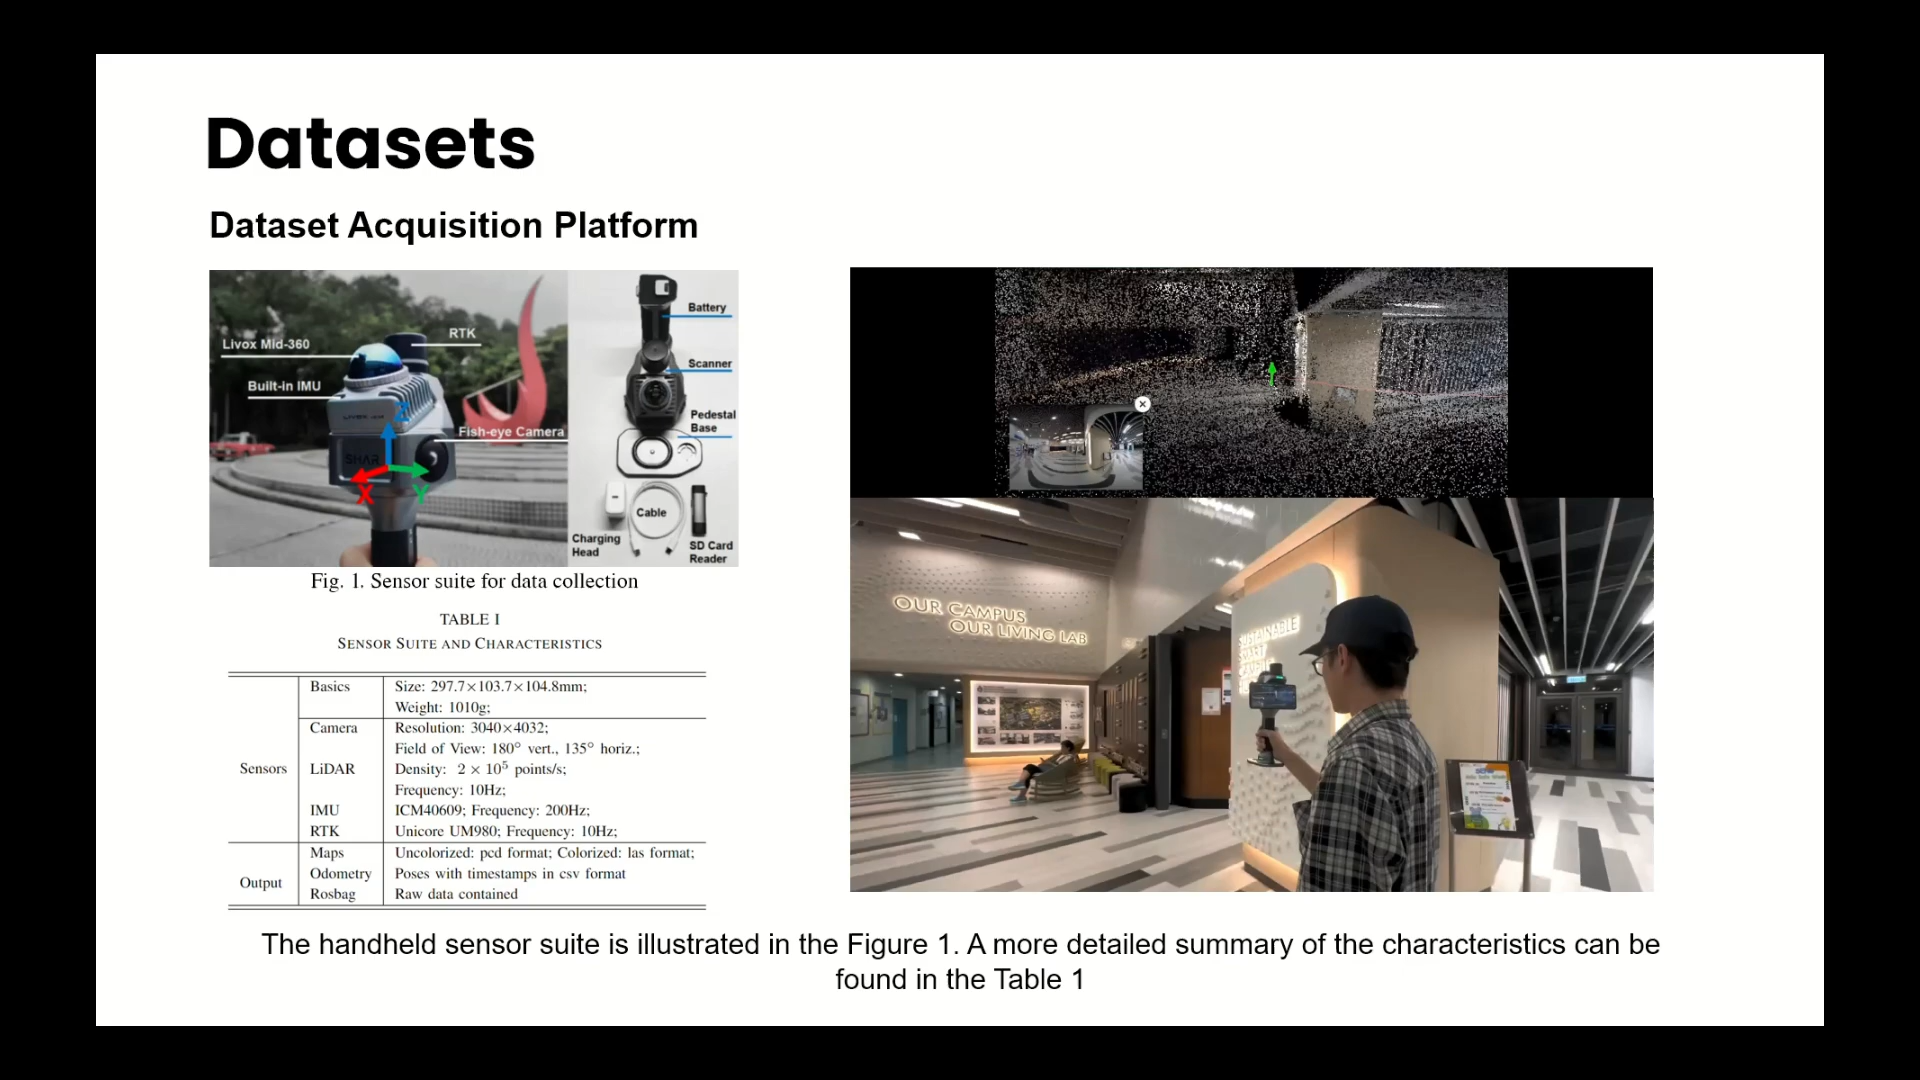 Datasets
Dataset Acquisition Platform
Livox Mid-360
RTK
Built-in IMU
Fish-eye Camera
Z
X
Y
Battery
Scanner
Pedestal
Base
Cable
Charging
Head
SD Card
Reader
Fig. 1. Sensor suite for data collection
TABLE I
SENSOR SUITE AND CHARACTERISTICS
Sensors
Basics
Size: 297.7×103.7×104.8mm;
Weight: 1010g;
Camera
Resolution: 3040×4032;
Field of View: 180° vert., 135° horiz.;
LiDAR
Density: 2 × 10⁵ points/s;
Frequency: 10Hz;
IMU
ICM40609; Frequency: 200Hz;
RTK
Unicore UM980; Frequency: 10Hz;
Output
Maps
Uncolorized: pcd format; Colorized: las format;
Odometry
Poses with timestamps in csv format
Rosbag
Raw data contained
OUR CAMPUS
OUR LIVING LAB
SUSTAINABLE
SMART
The handheld sensor suite is illustrated in the Figure 1. A more detailed summary of the characteristics can be
found in the Table 1